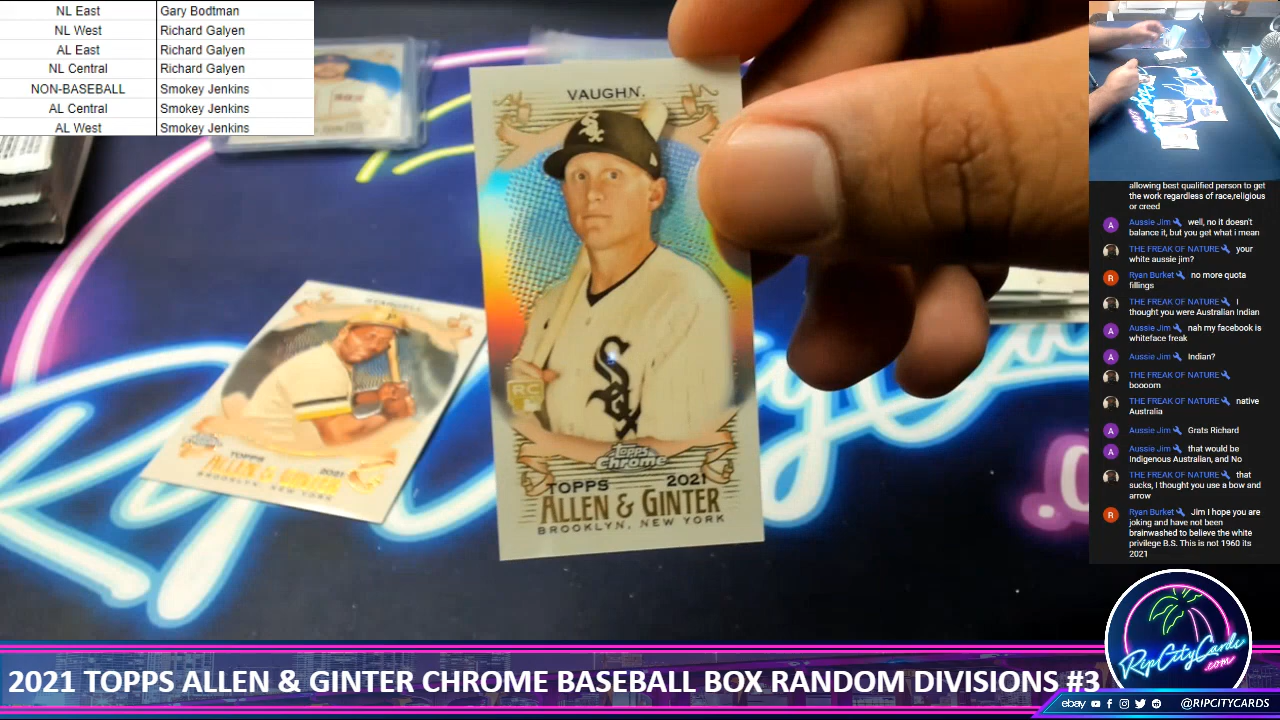 NL East Gary Bodtman
NL West Richard Galyen
AL East Richard Galyen
NL Central Richard Galyen
NON-BASEBALL Smokey Jenkins
AL Central Smokey Jenkins
AL West Smokey Jenkins
VAUGHN.
Sox
Sox
RC
Topps
Chrome
TOPPS 2021
ALLEN & GINTER
BROOKLYN, NEW YORK
TOPPS 2021
ALLEN & GINTER
BROOKLYN, NEW YORK
allowing best qualified person to get
the work regardless of race,religious
or creed
A Aussie Jim well, no it doesn't
balance it, but you get what i mean
THE FREAK OF NATURE your
white aussie jim?
R Ryan Burket no more quota
fillings
THE FREAK OF NATURE I
thought you were Australian Indian
A Aussie Jim nah my facebook is
whiteface freak
A Aussie Jim Indian?
THE FREAK OF NATURE
boooom
THE FREAK OF NATURE native
Australia
A Aussie Jim Grats Richard
A Aussie Jim that would be
Indigenous Australian, and No
THE FREAK OF NATURE that
sucks, I thought you use a bow and
arrow
R Ryan Burket Jim I hope you are
joking and have not been
brainwashed to believe the white
privilege B.S. This is not 1960 its
2021
RipCityCards
.com
2021 TOPPS ALLEN & GINTER CHROME BASEBALL BOX RANDOM DIVISIONS #3
ebay @RIPCITYCARDS